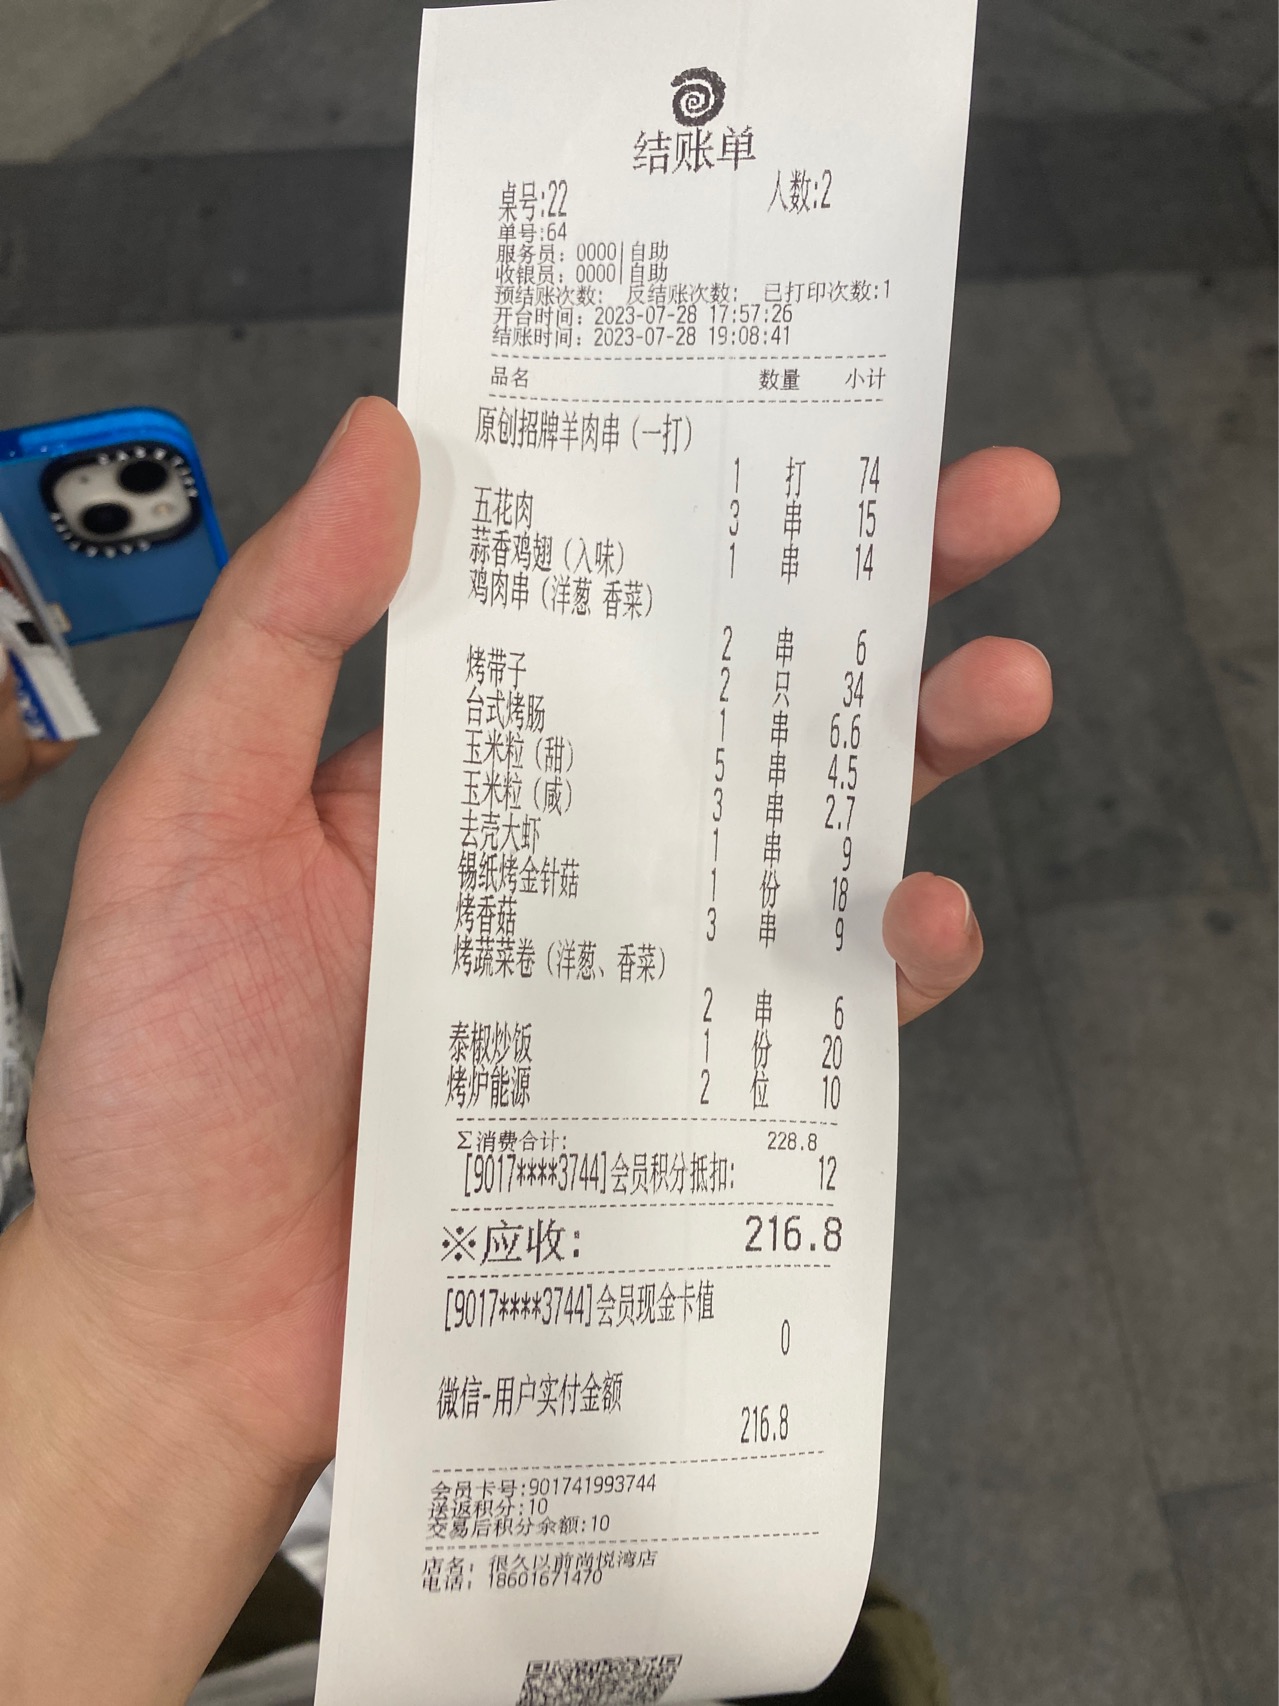 结账单
桌号:22 人数:2
单号:64
服务员: 0000|自助
收银员: 0000|自助
预结账次数: 反结账次数: 已打印次数:1
开台时间: 2023-07-28 17:57:26
结账时间: 2023-07-28 19:08:41
品名 数量 小计
原创招牌羊肉串(一打)
1 打 74
五花肉 3 串 15
蒜香鸡翅(入味) 1 串 14
鸡肉串(洋葱 香菜)
2 串 6
烤带子 2 只 34
台式烤肠 1 串 6.6
玉米粒(甜) 5 串 4.5
玉米粒(咸) 3 串 2.7
去壳大虾 1 串 9
锡纸烤金针菇 1 份 18
烤香菇 3 串 9
烤蔬菜卷(洋葱、香菜)
2 串 6
泰椒炒饭 1 份 20
烤炉能源 2 位 10
Σ消费合计: 228.8
[9017****3744]会员积分抵扣: 12
※应收: 216.8
[9017****3744]会员现金卡值
0
微信-用户实付金额
216.8
会员卡号:901741993744
送返积分:10
交易后积分余额:10
店名: 很久以前尚悦湾店
电话: 18601671470